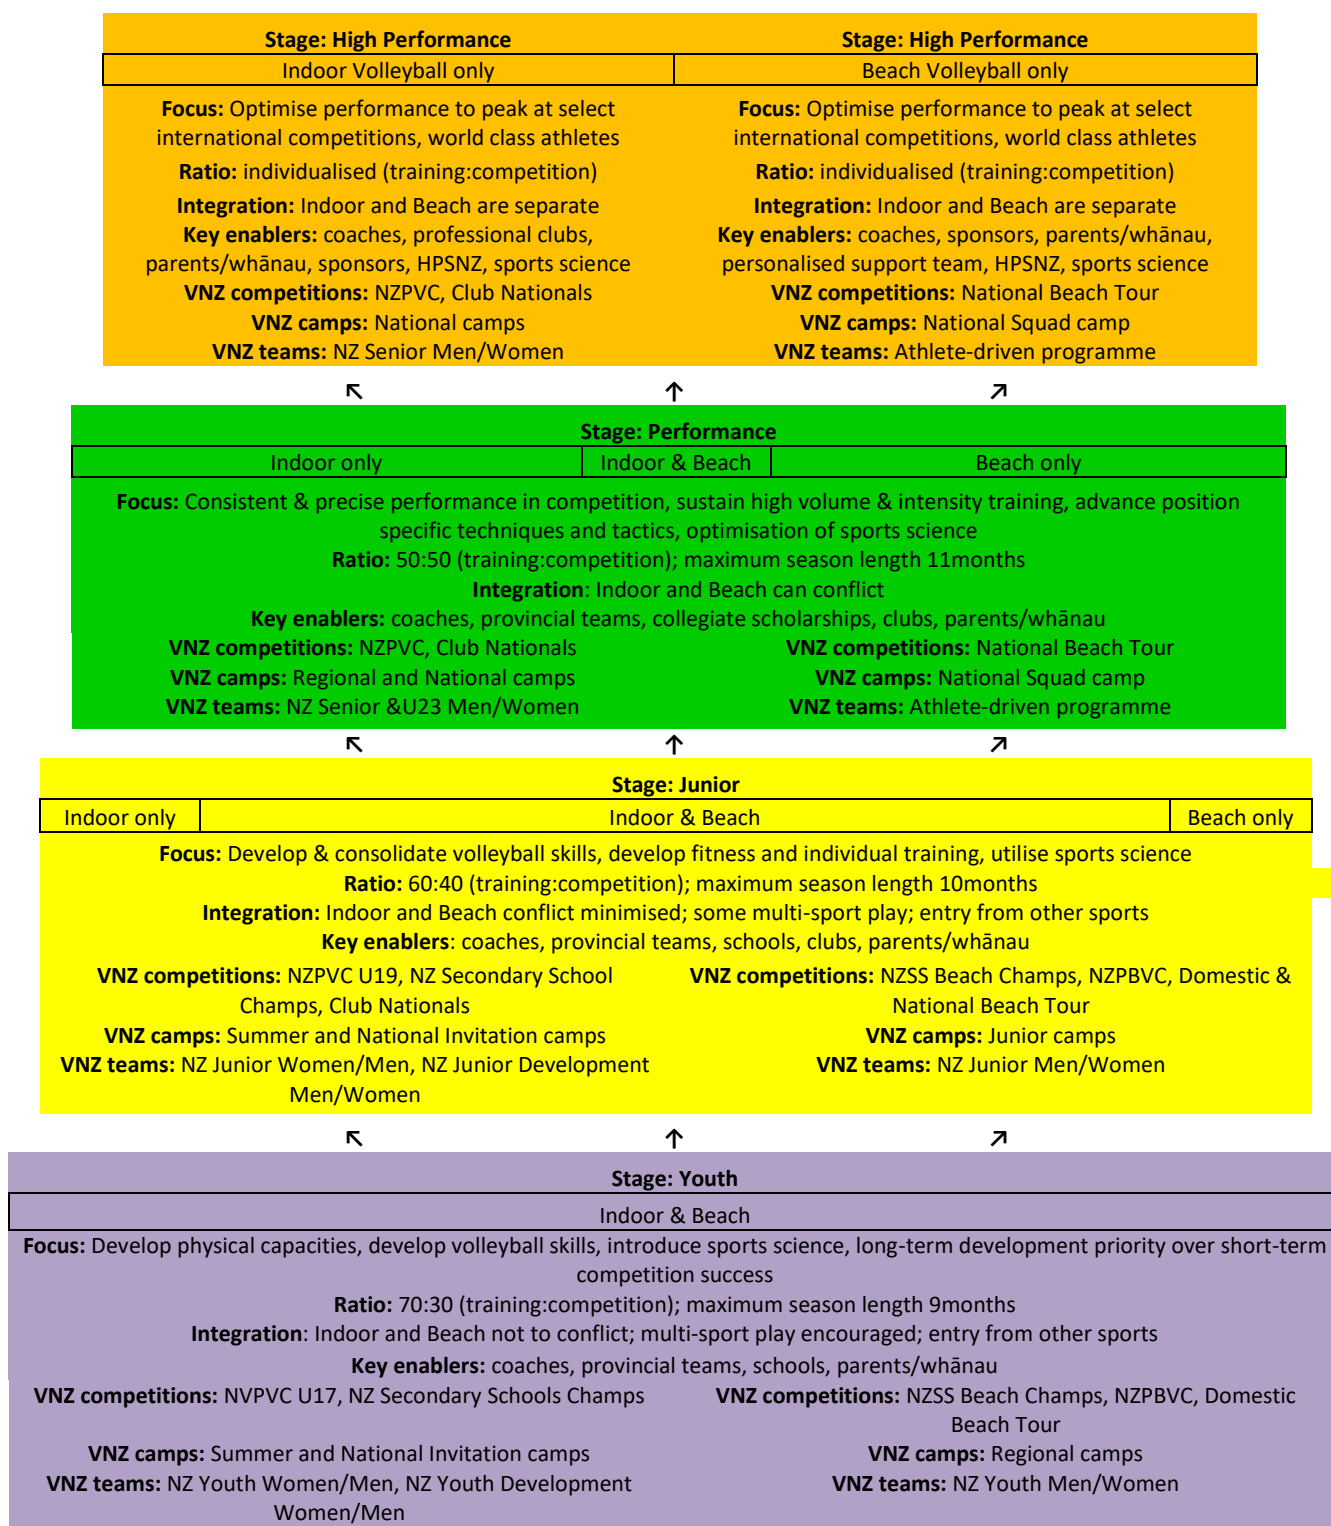 Stage: High Performance
Indoor Volleyball only
Focus: Optimise performance to peak at select
international competitions, world class athletes
Ratio: individualised (training:competition)
Integration: Indoor and Beach are separate
Key enablers: coaches, professional clubs,
parents/whānau, sponsors, HPSNZ, sports science
VNZ competitions: NZPVC, Club Nationals
VNZ camps: National camps
VNZ teams: NZ Senior Men/Women
Stage: High Performance
Beach Volleyball only
Focus: Optimise performance to peak at select
international competitions, world class athletes
Ratio: individualised (training:competition)
Integration: Indoor and Beach are separate
Key enablers: coaches, sponsors, parents/whānau,
personalised support team, HPSNZ, sports science
VNZ competitions: National Beach Tour
VNZ camps: National Squad camp
VNZ teams: Athlete-driven programme
↖ ↑ ↗
Stage: Performance
Indoor only
Indoor & Beach
Beach only
Focus: Consistent & precise performance in competition, sustain high volume & intensity training, advance position
specific techniques and tactics, optimisation of sports science
Ratio: 50:50 (training:competition); maximum season length 11months
Integration: Indoor and Beach can conflict
Key enablers: coaches, provincial teams, collegiate scholarships, clubs, parents/whānau
VNZ competitions: NZPVC, Club Nationals
VNZ camps: Regional and National camps
VNZ teams: NZ Senior &U23 Men/Women
VNZ competitions: National Beach Tour
VNZ camps: National Squad camp
VNZ teams: Athlete-driven programme
↖ ↑ ↗
Stage: Junior
Indoor only
Indoor & Beach
Beach only
Focus: Develop & consolidate volleyball skills, develop fitness and individual training, utilise sports science
Ratio: 60:40 (training:competition); maximum season length 10months
Integration: Indoor and Beach conflict minimised; some multi-sport play; entry from other sports
Key enablers: coaches, provincial teams, schools, clubs, parents/whānau
VNZ competitions: NZPVC U19, NZ Secondary School
Champs, Club Nationals
VNZ camps: Summer and National Invitation camps
VNZ teams: NZ Junior Women/Men, NZ Junior Development
Men/Women
VNZ competitions: NZSS Beach Champs, NZPBVC, Domestic &
National Beach Tour
VNZ camps: Junior camps
VNZ teams: NZ Junior Men/Women
↖ ↑ ↗
Stage: Youth
Indoor & Beach
Focus: Develop physical capacities, develop volleyball skills, introduce sports science, long-term development priority over short-term
competition success
Ratio: 70:30 (training:competition); maximum season length 9months
Integration: Indoor and Beach not to conflict; multi-sport play encouraged; entry from other sports
Key enablers: coaches, provincial teams, schools, parents/whānau
VNZ competitions: NVPVC U17, NZ Secondary Schools Champs
VNZ camps: Summer and National Invitation camps
VNZ teams: NZ Youth Women/Men, NZ Youth Development
Women/Men
VNZ competitions: NZSS Beach Champs, NZPBVC, Domestic
Beach Tour
VNZ camps: Regional camps
VNZ teams: NZ Youth Men/Women